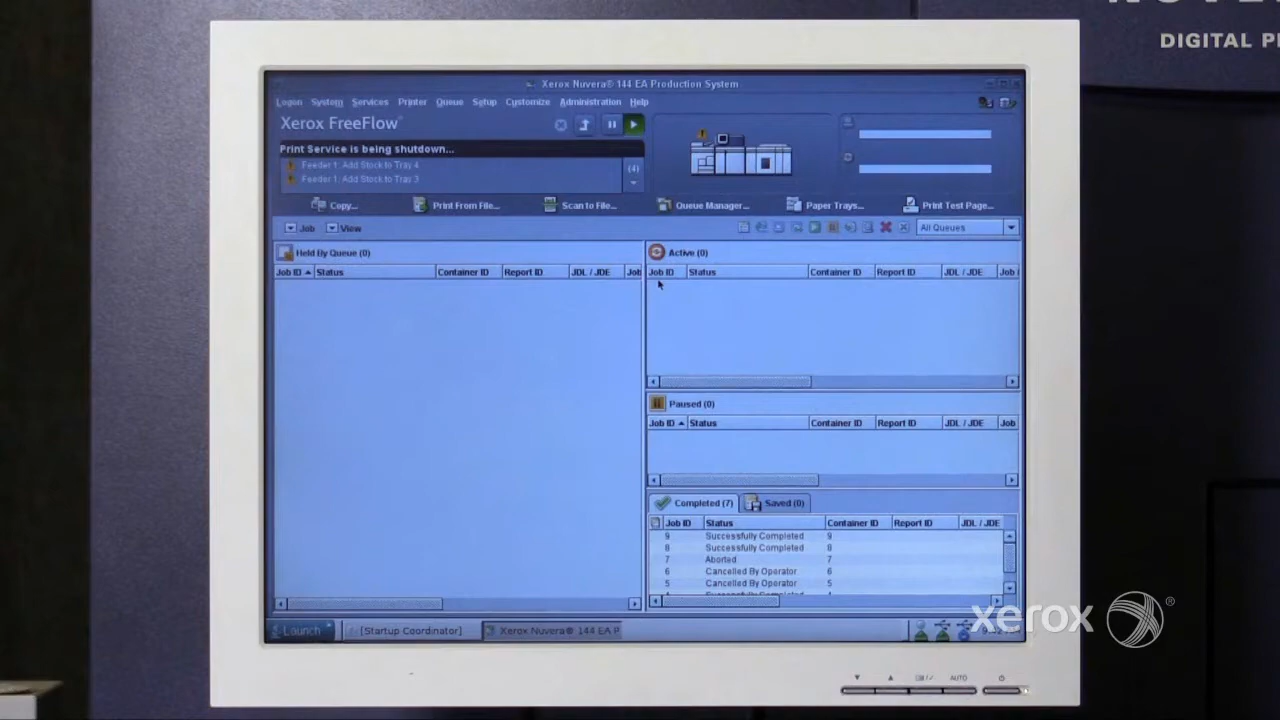 DIGITAL P
Xerox Nuvera® 144 EA Production System
Logon System Services Printer Queue Setup Customize Administration Help
Xerox FreeFlow®
Print Service is being shutdown...
Feeder 1: Add Stock to Tray 4
Feeder 1: Add Stock to Tray 3
(4)
Copy... Print From File... Scan to File... Queue Manager... Paper Trays... Print Test Page...
Job View All Queues
Held By Queue (0)
Job ID Status Container ID Report ID JDL / JDE Job
Active (0)
Job ID Status Container ID Report ID JDL / JDE Job
Paused (0)
Job ID Status Container ID Report ID JDL / JDE Job
Completed (7) Saved (0)
Job ID Status Container ID Report ID JDL / JDE
9 Successfully Completed 9
8 Successfully Completed 8
7 Aborted 7
6 Cancelled By Operator 6
5 Cancelled By Operator 5
Launch [Startup Coordinator] Xerox Nuvera® 144 EA P
xerox®
AUTO